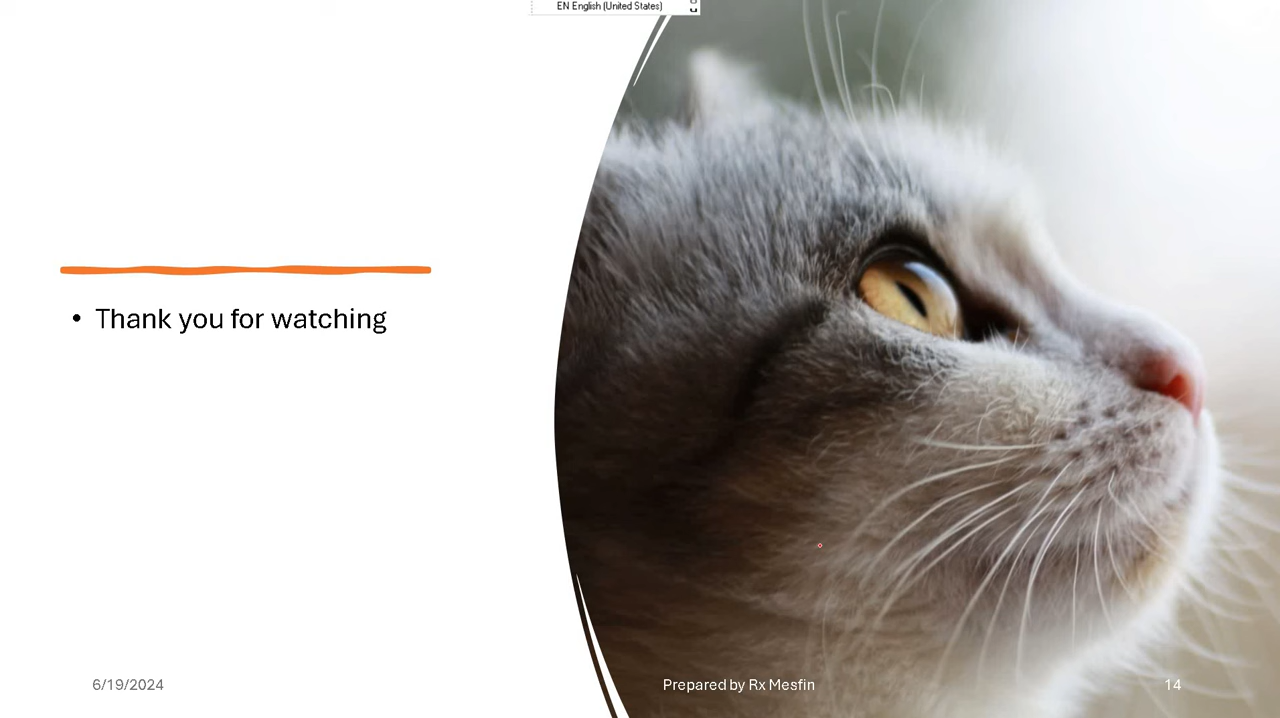 EN English (United States)
• Thank you for watching
6/19/2024
Prepared by Rx Mesfin
14